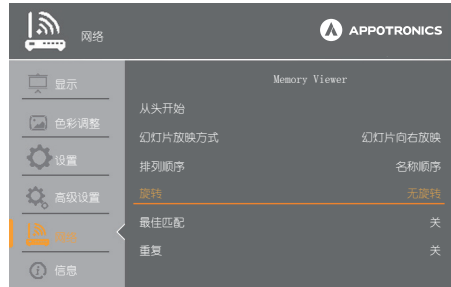 网络
APPOTRONICS
显示
色彩调整
设置
高级设置
网络
信息
Memory Viewer
从头开始
幻灯片放映方式 幻灯片向右放映
排列顺序 名称顺序
旋转 无旋转
最佳匹配 关
重复 关